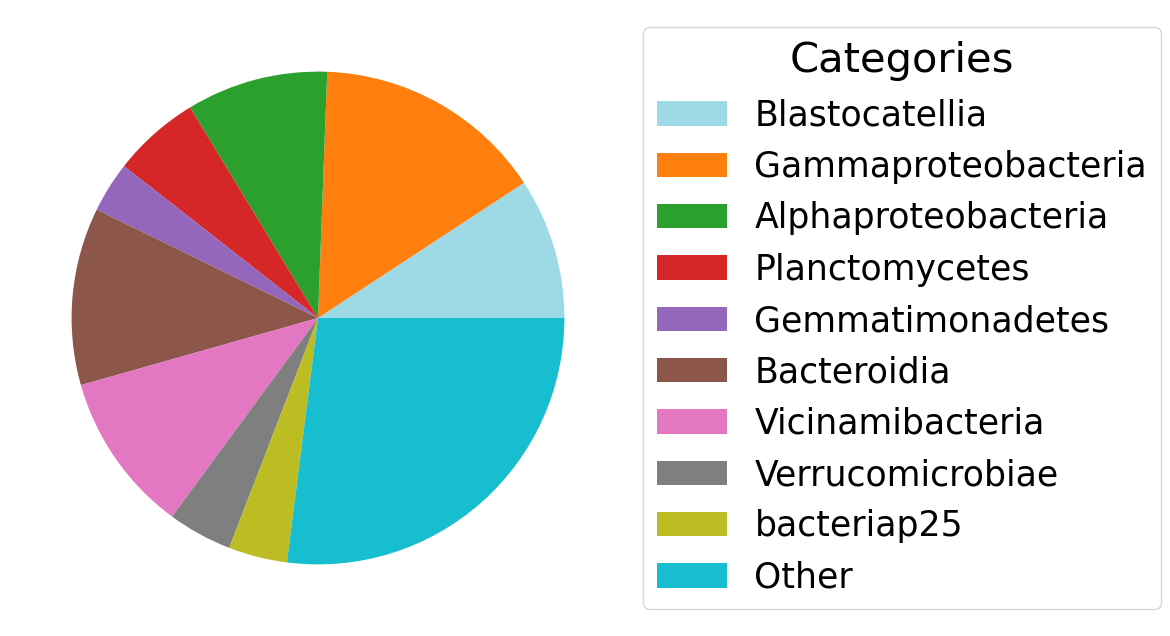 Categories
Blastocatellia
Gammaproteobacteria
Alphaproteobacteria
Planctomycetes
Gemmatimonadetes
Bacteroidia
Vicinamibacteria
Verrucomicrobiae
bacteriap25
Other